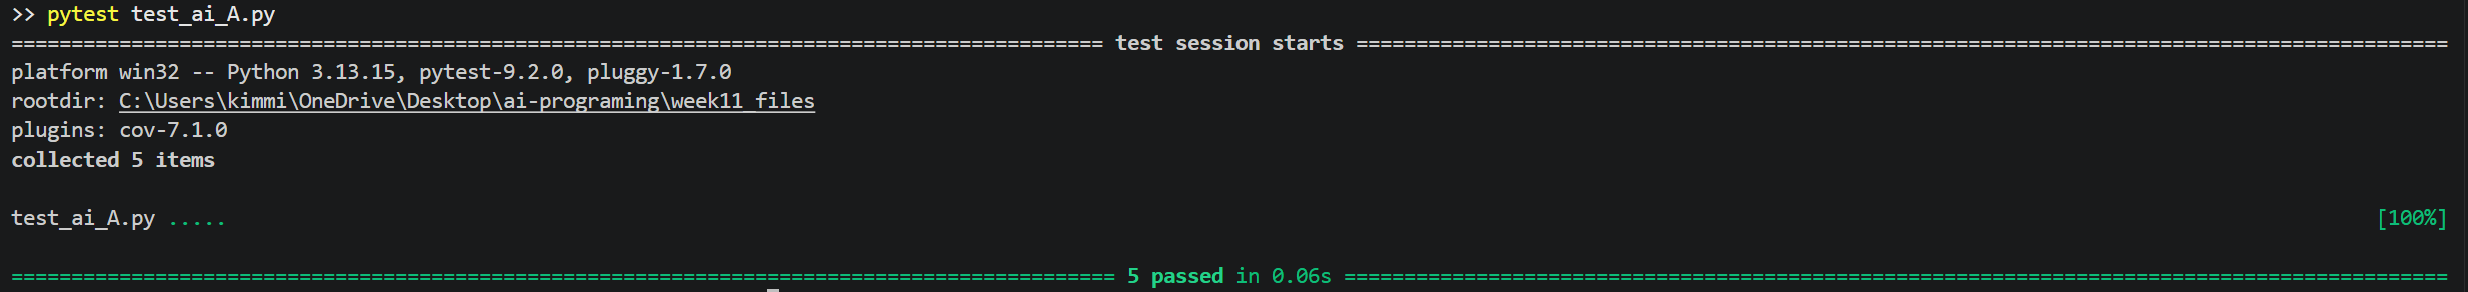 >> pytest test_ai_A.py
============================================================================================ test session starts ============================================================================================
platform win32 -- Python 3.13.15, pytest-9.2.0, pluggy-1.7.0
rootdir: C:\Users\kimmi\OneDrive\Desktop\ai-programing\week11_files
plugins: cov-7.1.0
collected 5 items
test_ai_A.py ..... [100%]
============================================================================================= 5 passed in 0.06s =============================================================================================